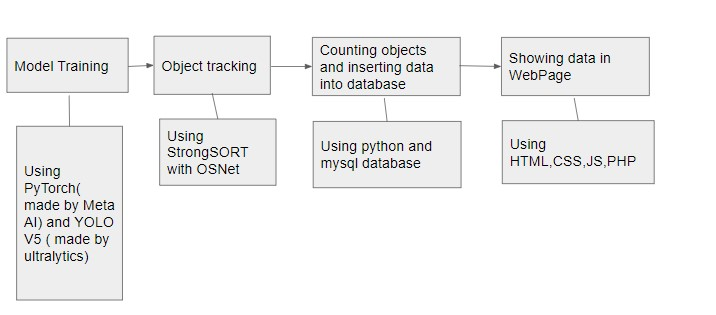 Model Training
Object tracking
Counting objects
and inserting data
into database
Showing data in
WebPage
Using
PyTorch(
made by Meta
AI) and YOLO
V5 ( made by
ultralytics)
Using
StrongSORT
with OSNet
Using python and
mysql database
Using
HTML,CSS,JS,PHP